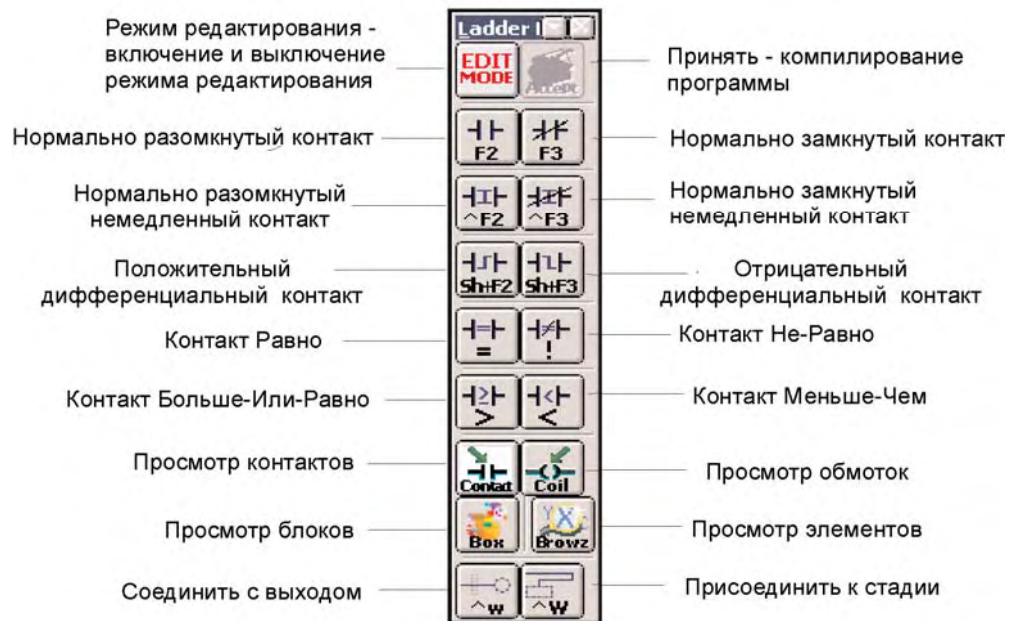 Ladder
Режим редактирования -
включение и выключение
режима редактирования
EDIT
MODE
Accept
Принять - компилирование
программы
Нормально разомкнутый контакт
F2
F3
Нормально замкнутый контакт
Нормально разомкнутый
немедленный контакт
^F2
^F3
Нормально замкнутый
немедленный контакт
Положительный
дифференциальный контакт
Sh+F2
Sh+F3
Отрицательный
дифференциальный контакт
Контакт Равно
=
!
Контакт Не-Равно
Контакт Больше-Или-Равно
>
<
Контакт Меньше-Чем
Просмотр контактов
Contact
Coil
Просмотр обмоток
Просмотр блоков
Box
Browz
Просмотр элементов
Соединить с выходом
^w
^W
Присоединить к стадии